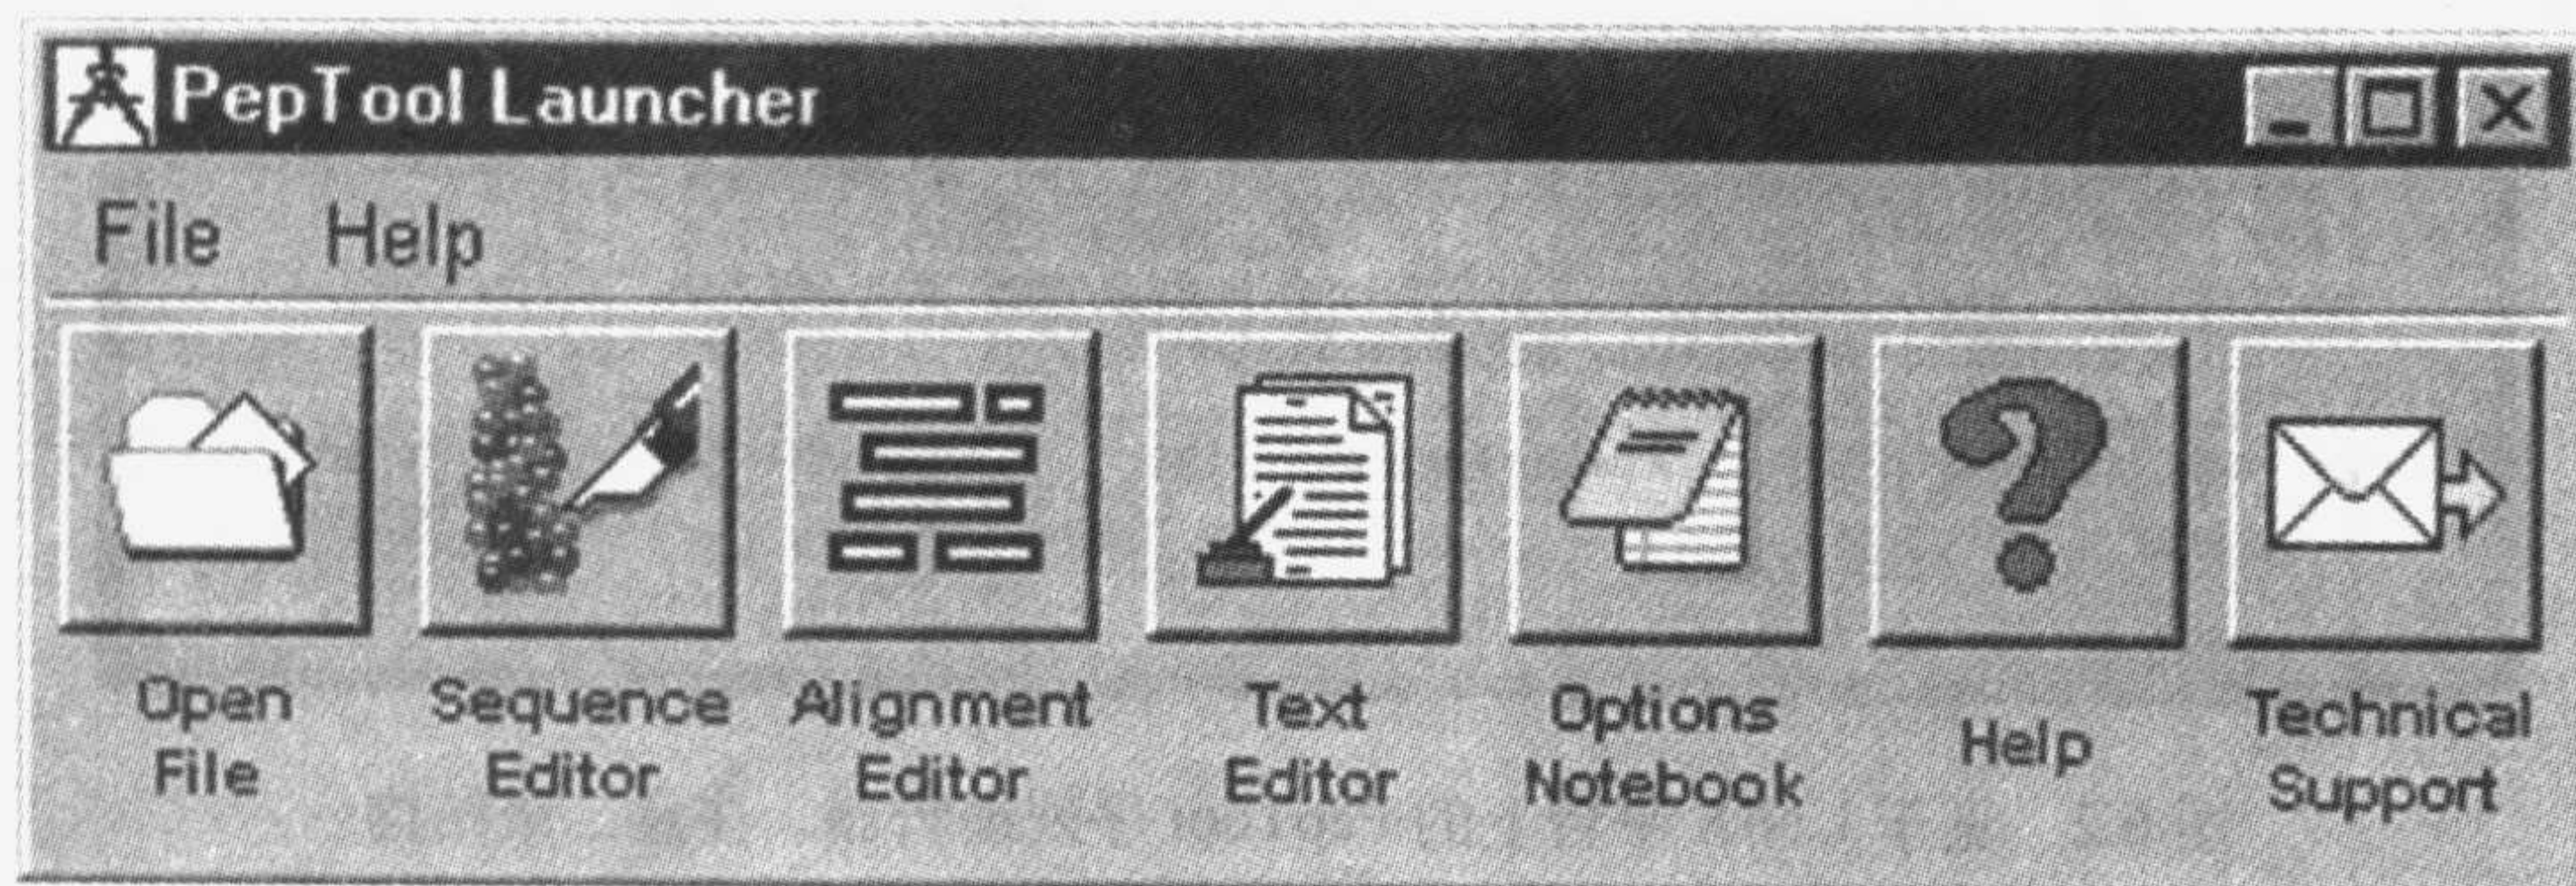 PepTool Launcher
File Help
Open
File
Sequence
Editor
Alignment
Editor
Text
Editor
Options
Notebook
Help
Technical
Support